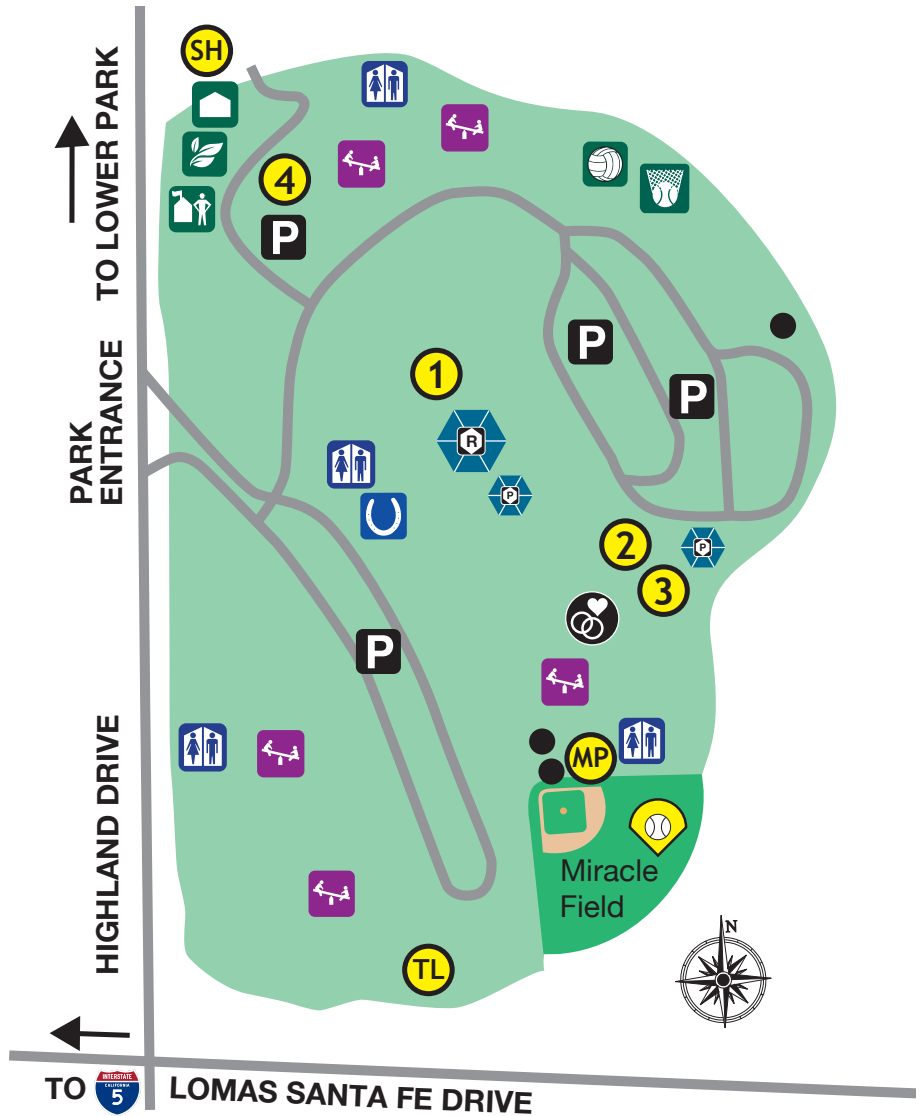 SH
4
P
TO LOWER PARK
P
1
P
PARK
ENTRANCE
R
P
2
P
3
P
HIGHLAND DRIVE
MP
Miracle
Field
N
TL
TO
INTERSTATE
CALIFORNIA
5
LOMAS SANTA FE DRIVE